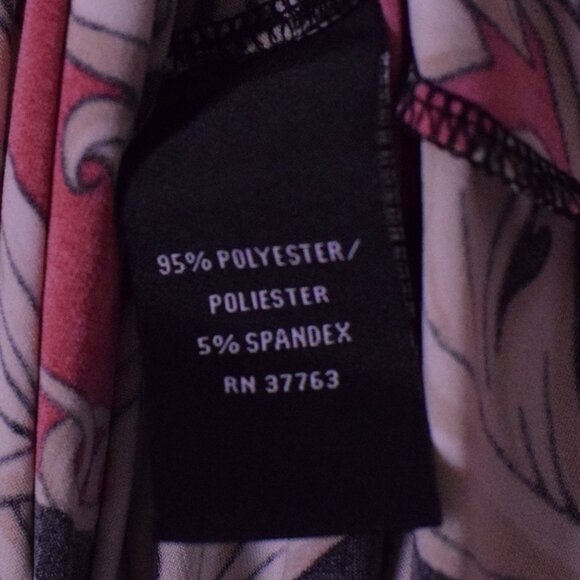 95% POLYESTER/
POLIESTER
5% SPANDEX
RN 37763